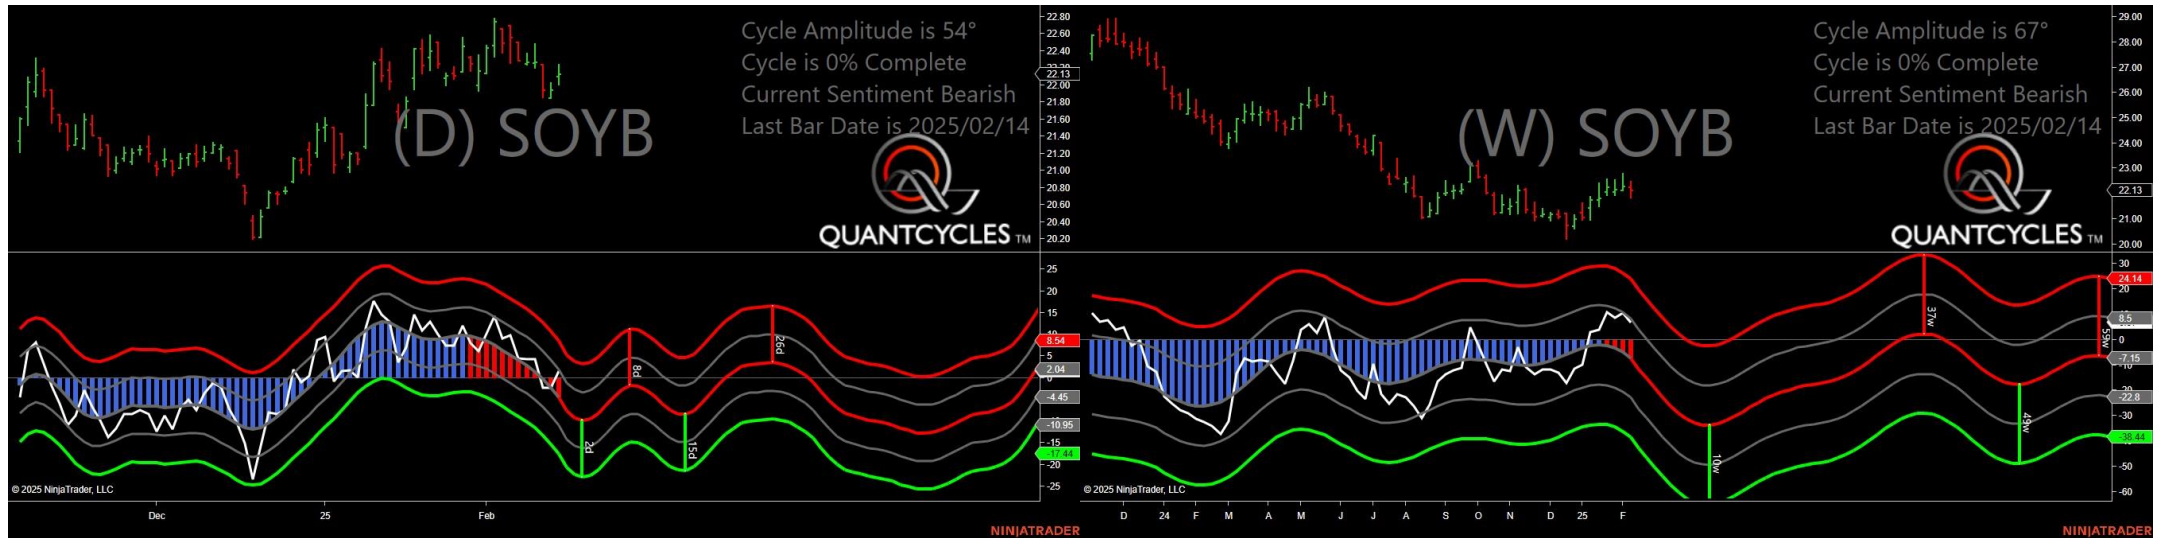 Cycle Amplitude is 54°
Cycle is 0% Complete
Current Sentiment Bearish
Last Bar Date is 2025/02/14
(D) SOYB
QUANTCYCLES TM
22.80
22.60
22.40
22.13
22.00
21.80
21.60
21.40
21.20
21.00
20.80
20.60
20.40
20.20
25
20
15
8.54
5
2.04
0
-4.45
-10.95
-15
-17.44
-20
-25
2d
8d
15d
26d
© 2025 NinjaTrader, LLC
Dec
25
Feb
NINJATRADER
Cycle Amplitude is 67°
Cycle is 0% Complete
Current Sentiment Bearish
Last Bar Date is 2025/02/14
(W) SOYB
QUANTCYCLES TM
29.00
28.00
27.00
26.00
25.00
24.00
23.00
22.13
21.00
20.00
30
24.14
20
8.5
0
-7.15
-22.8
-30
-38.44
-50
-60
10w
37w
49w
59w
© 2025 NinjaTrader, LLC
D 24 F M A M J J A S O N D 25 F
NINJATRADER